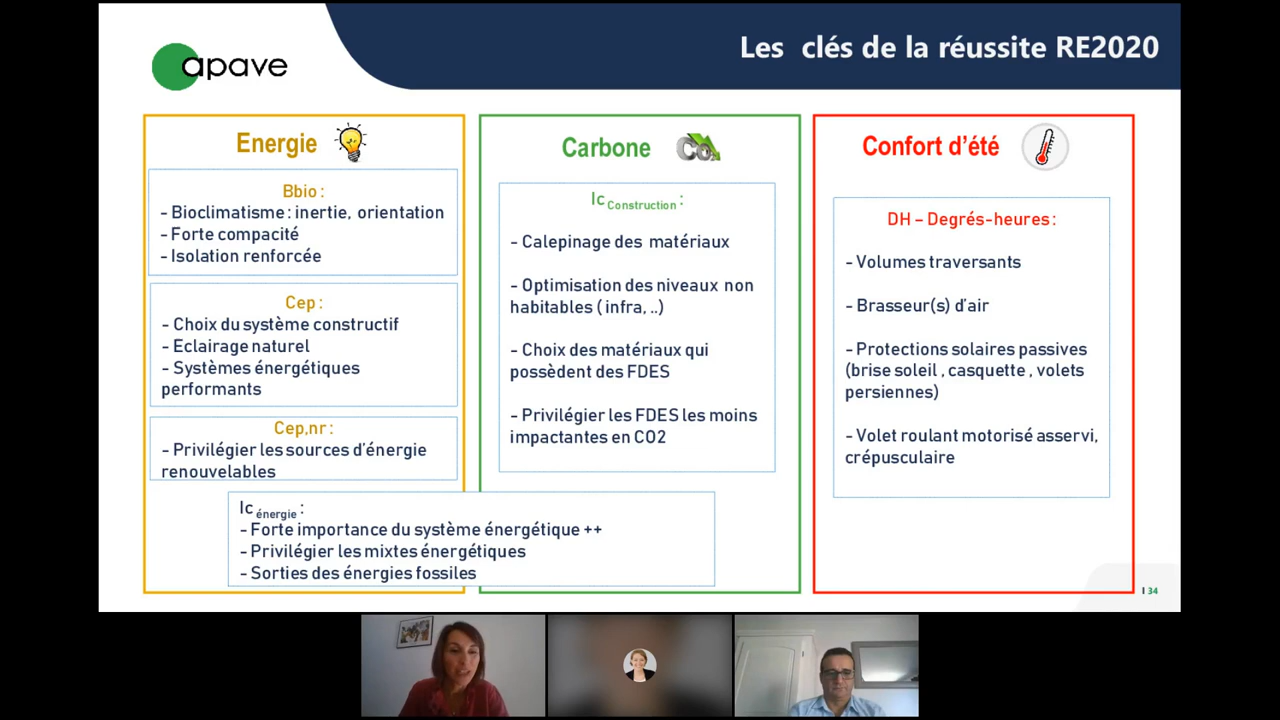 apave
Les clés de la réussite RE2020
Energie
Bbio :
- Bioclimatisme : inertie, orientation
- Forte compacité
- Isolation renforcée
Cep :
- Choix du système constructif
- Eclairage naturel
- Systèmes énergétiques
performants
Cep,nr :
- Privilégier les sources d'énergie
renouvelables
Carbone
CO₂
Ic Construction :
- Calepinage des matériaux
- Optimisation des niveaux non
habitables ( infra, ..)
- Choix des matériaux qui
possèdent des FDES
- Privilégier les FDES les moins
impactantes en CO2
Ic énergie :
- Forte importance du système énergétique ++
- Privilégier les mixtes énergétiques
- Sorties des énergies fossiles
Confort d'été
DH – Degrés-heures :
- Volumes traversants
- Brasseur(s) d'air
- Protections solaires passives
(brise soleil , casquette , volets
persiennes)
- Volet roulant motorisé asservi,
crépusculaire
I 34